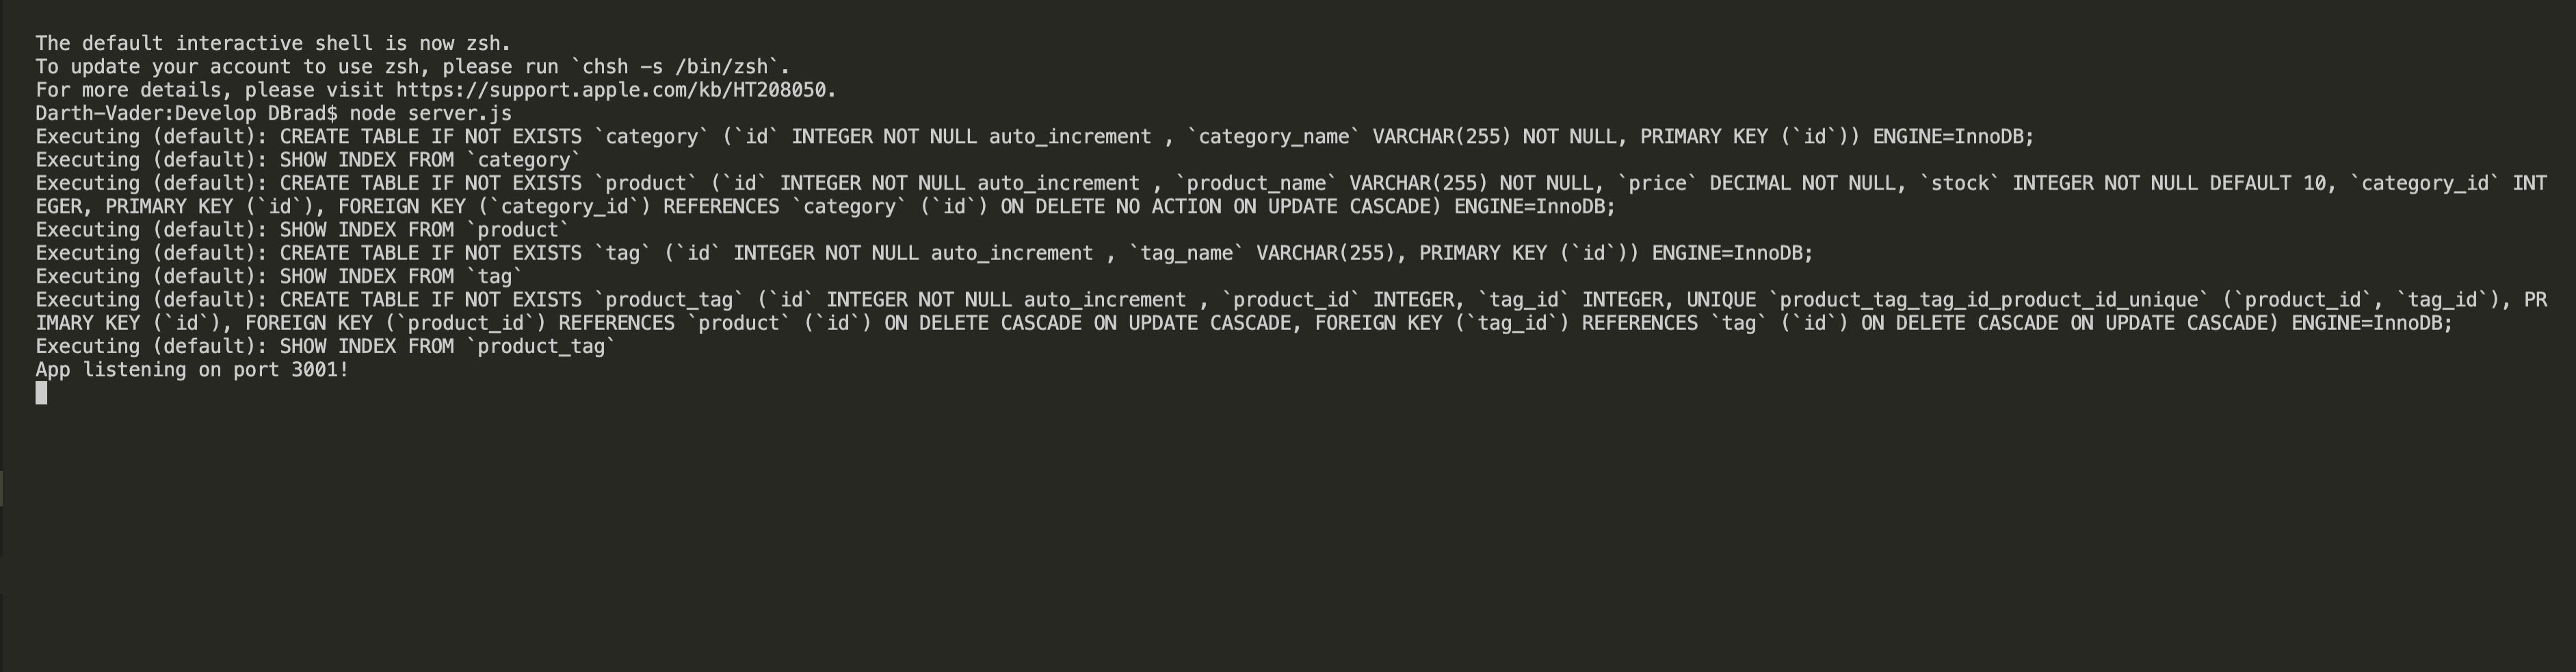 The default interactive shell is now zsh.
To update your account to use zsh, please run `chsh -s /bin/zsh`.
For more details, please visit https://support.apple.com/kb/HT208050.
Darth-Vader:Develop DBrad$ node server.js
Executing (default): CREATE TABLE IF NOT EXISTS `category` (`id` INTEGER NOT NULL auto_increment , `category_name` VARCHAR(255) NOT NULL, PRIMARY KEY (`id`)) ENGINE=InnoDB;
Executing (default): SHOW INDEX FROM `category`
Executing (default): CREATE TABLE IF NOT EXISTS `product` (`id` INTEGER NOT NULL auto_increment , `product_name` VARCHAR(255) NOT NULL, `price` DECIMAL NOT NULL, `stock` INTEGER NOT NULL DEFAULT 10, `category_id` INT
EGER, PRIMARY KEY (`id`), FOREIGN KEY (`category_id`) REFERENCES `category` (`id`) ON DELETE NO ACTION ON UPDATE CASCADE) ENGINE=InnoDB;
Executing (default): SHOW INDEX FROM `product`
Executing (default): CREATE TABLE IF NOT EXISTS `tag` (`id` INTEGER NOT NULL auto_increment , `tag_name` VARCHAR(255), PRIMARY KEY (`id`)) ENGINE=InnoDB;
Executing (default): SHOW INDEX FROM `tag`
Executing (default): CREATE TABLE IF NOT EXISTS `product_tag` (`id` INTEGER NOT NULL auto_increment , `product_id` INTEGER, `tag_id` INTEGER, UNIQUE `product_tag_tag_id_product_id_unique` (`product_id`, `tag_id`), PR
IMARY KEY (`id`), FOREIGN KEY (`product_id`) REFERENCES `product` (`id`) ON DELETE CASCADE ON UPDATE CASCADE, FOREIGN KEY (`tag_id`) REFERENCES `tag` (`id`) ON DELETE CASCADE ON UPDATE CASCADE) ENGINE=InnoDB;
Executing (default): SHOW INDEX FROM `product_tag`
App listening on port 3001!